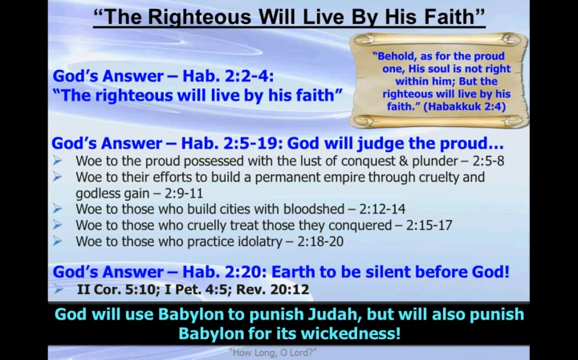 “The Righteous Will Live By His Faith”
“Behold, as for the proud
one, His soul is not right
within him; But the
righteous will live by his
faith.” (Habakkuk 2:4)
God’s Answer – Hab. 2:2-4:
“The righteous will live by his faith”
God’s Answer – Hab. 2:5-19: God will judge the proud…
Woe to the proud possessed with the lust of conquest & plunder – 2:5-8
Woe to their efforts to build a permanent empire through cruelty and
godless gain – 2:9-11
Woe to those who build cities with bloodshed – 2:12-14
Woe to those who cruelly treat those they conquered – 2:15-17
Woe to those who practice idolatry – 2:18-20
God’s Answer – Hab. 2:20: Earth to be silent before God!
II Cor. 5:10; I Pet. 4:5; Rev. 20:12
God will use Babylon to punish Judah, but will also punish
Babylon for its wickedness!
“How Long, O Lord?”